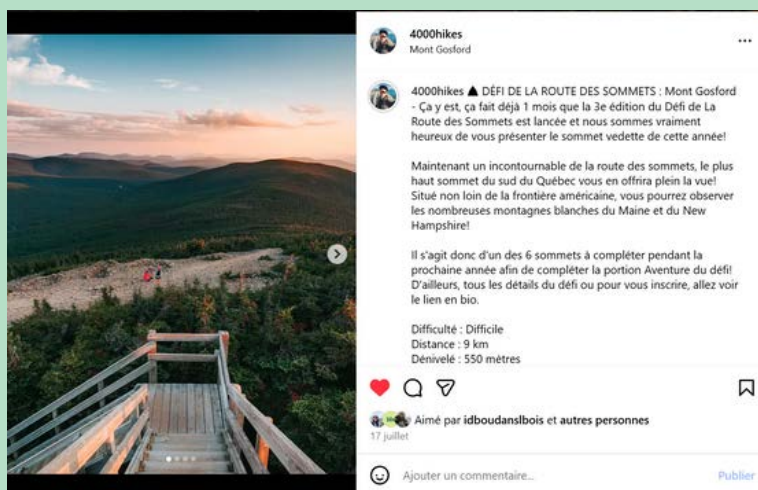 4000hikes
Mont Gosford
4000hikes ▲ DÉFI DE LA ROUTE DES SOMMETS : Mont Gosford
- Ça y est, ça fait déjà 1 mois que la 3e édition du Défi de La
Route des Sommets est lancée et nous sommes vraiment
heureux de vous présenter le sommet vedette de cette année!
Maintenant un incontournable de la route des sommets, le plus
haut sommet du sud du Québec vous en offrira plein la vue!
Situé non loin de la frontière américaine, vous pourrez observer
les nombreuses montagnes blanches du Maine et du New
Hampshire!
Il s'agit donc d'un des 6 sommets à compléter pendant la
prochaine année afin de compléter la portion Aventure du défi!
D'ailleurs, tous les détails du défi ou pour vous inscrire, allez voir
le lien en bio.
Difficulté : Difficile
Distance : 9 km
Dénivelé : 550 mètres
Aimé par idboudanslbois et autres personnes
17 juillet
Ajouter un commentaire...
Publier